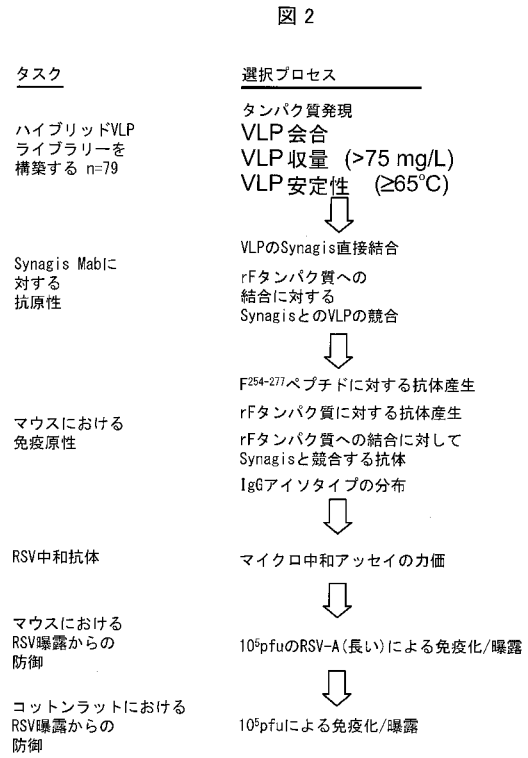 図 2
タスク
選択プロセス
ハイブリッドVLP
ライブラリーを
構築する n=79
タンパク質発現
VLP 会合
VLP 収量 (>75 mg/L)
VLP 安定性 (≥65°C)
Synagis Mabに
対する
抗原性
VLPのSynagis直接結合
rFタンパク質への
結合に対する
SynagisとのVLPの競合
マウスにおける
免疫原性
F254-277ペプチドに対する抗体産生
rFタンパク質に対する抗体産生
rFタンパク質への結合に対して
Synagisと競合する抗体
IgGアイソタイプの分布
RSV中和抗体
マイクロ中和アッセイの力価
マウスにおける
RSV曝露からの
防御
10⁵pfuのRSV-A(長い)による免疫化/曝露
コットンラットにおける
RSV曝露からの
防御
10⁵pfuによる免疫化/曝露